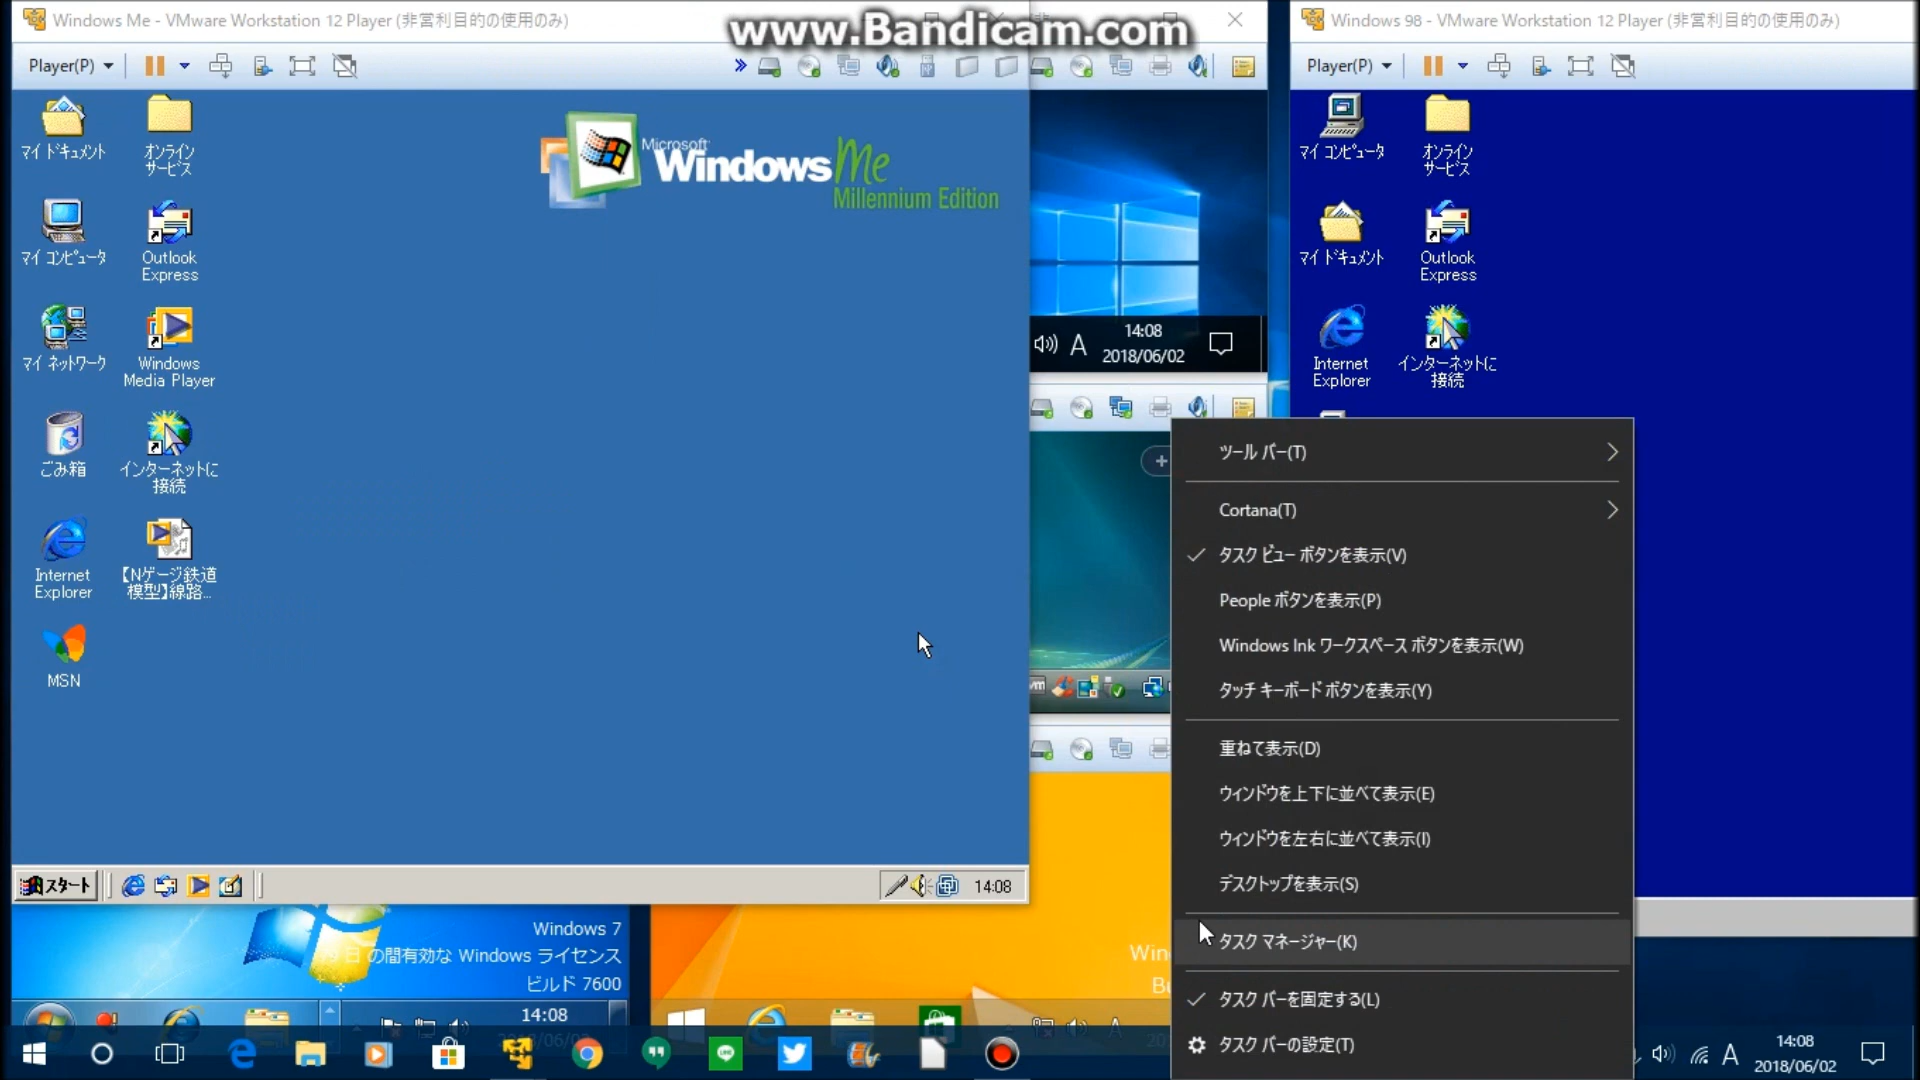 Windows Me - VMware Workstation 12 Player (非営利目的の使用のみ)
www.Bandicam.com
Windows 98 - VMware Workstation 12 Player (非営利目的の使用のみ)
Player(P)
Player(P)
マイ ドキュメント
オンライン
サービス
Microsoft
Windows Me
Millennium Edition
マイ コンピュータ
オンライン
サービス
マイ コンピュータ
Outlook
Express
マイ ドキュメント
Outlook
Express
マイ ネットワーク
Windows
Media Player
A
14:08
2018/06/02
Internet
Explorer
インターネットに
接続
ごみ箱
インターネットに
接続
Internet
Explorer
【Nゲージ鉄道
模型】線路...
MSN
ツール バー(T)
Cortana(T)
タスク ビュー ボタンを表示(V)
People ボタンを表示(P)
Windows Ink ワークスペース ボタンを表示(W)
タッチ キーボード ボタンを表示(Y)
重ねて表示(D)
ウィンドウを上下に並べて表示(E)
ウィンドウを左右に並べて表示(I)
デスクトップを表示(S)
タスク マネージャー(K)
タスク バーを固定する(L)
タスク バーの設定(T)
スタート
14:08
Windows 7
日 の間有効な Windows ライセンス
ビルド 7600
14:08
Win
A
A
14:08
2018/06/02